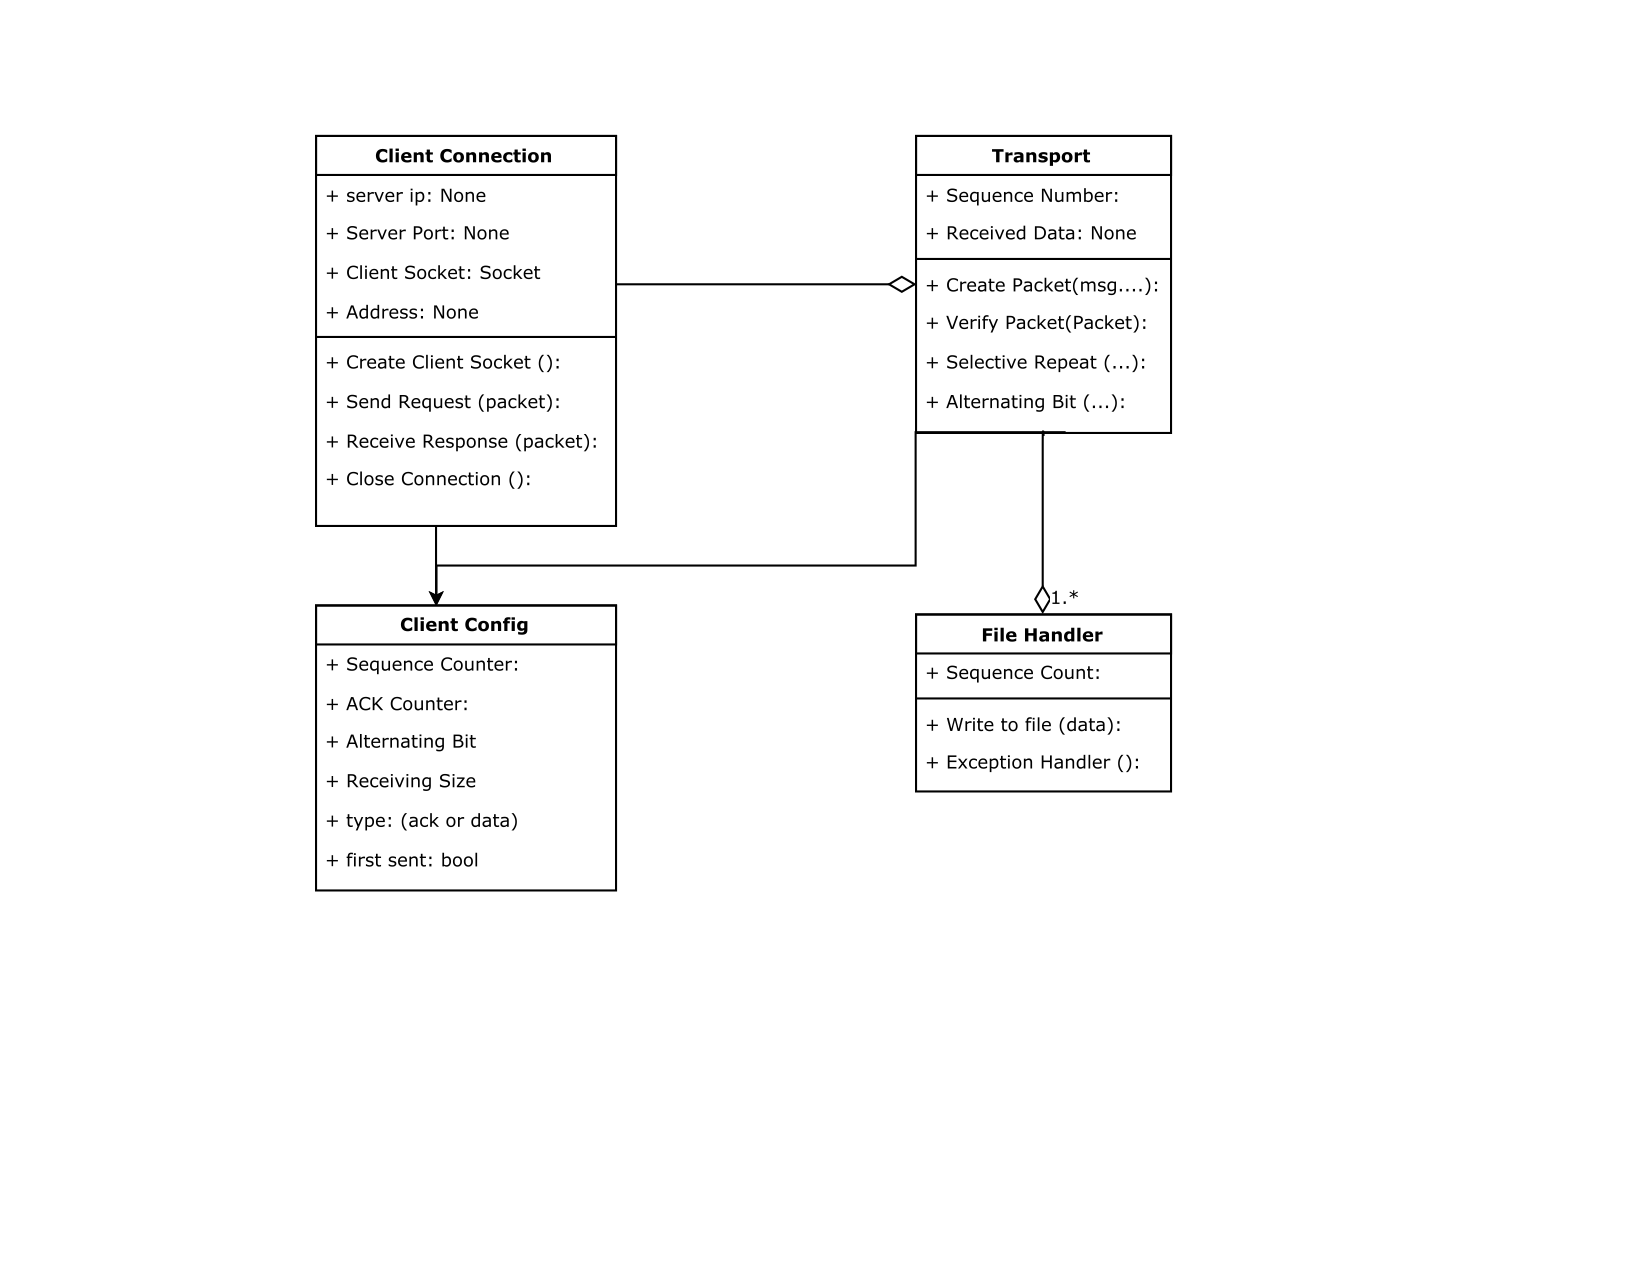 Client Connection
+ server ip: None
+ Server Port: None
+ Client Socket: Socket
+ Address: None
+ Create Client Socket ():
+ Send Request (packet):
+ Receive Response (packet):
+ Close Connection ():
Transport
+ Sequence Number:
+ Received Data: None
+ Create Packet(msg....):
+ Verify Packet(Packet):
+ Selective Repeat (...):
+ Alternating Bit (...):
Client Config
+ Sequence Counter:
+ ACK Counter:
+ Alternating Bit
+ Receiving Size
+ type: (ack or data)
+ first sent: bool
1.*
File Handler
+ Sequence Count:
+ Write to file (data):
+ Exception Handler ():